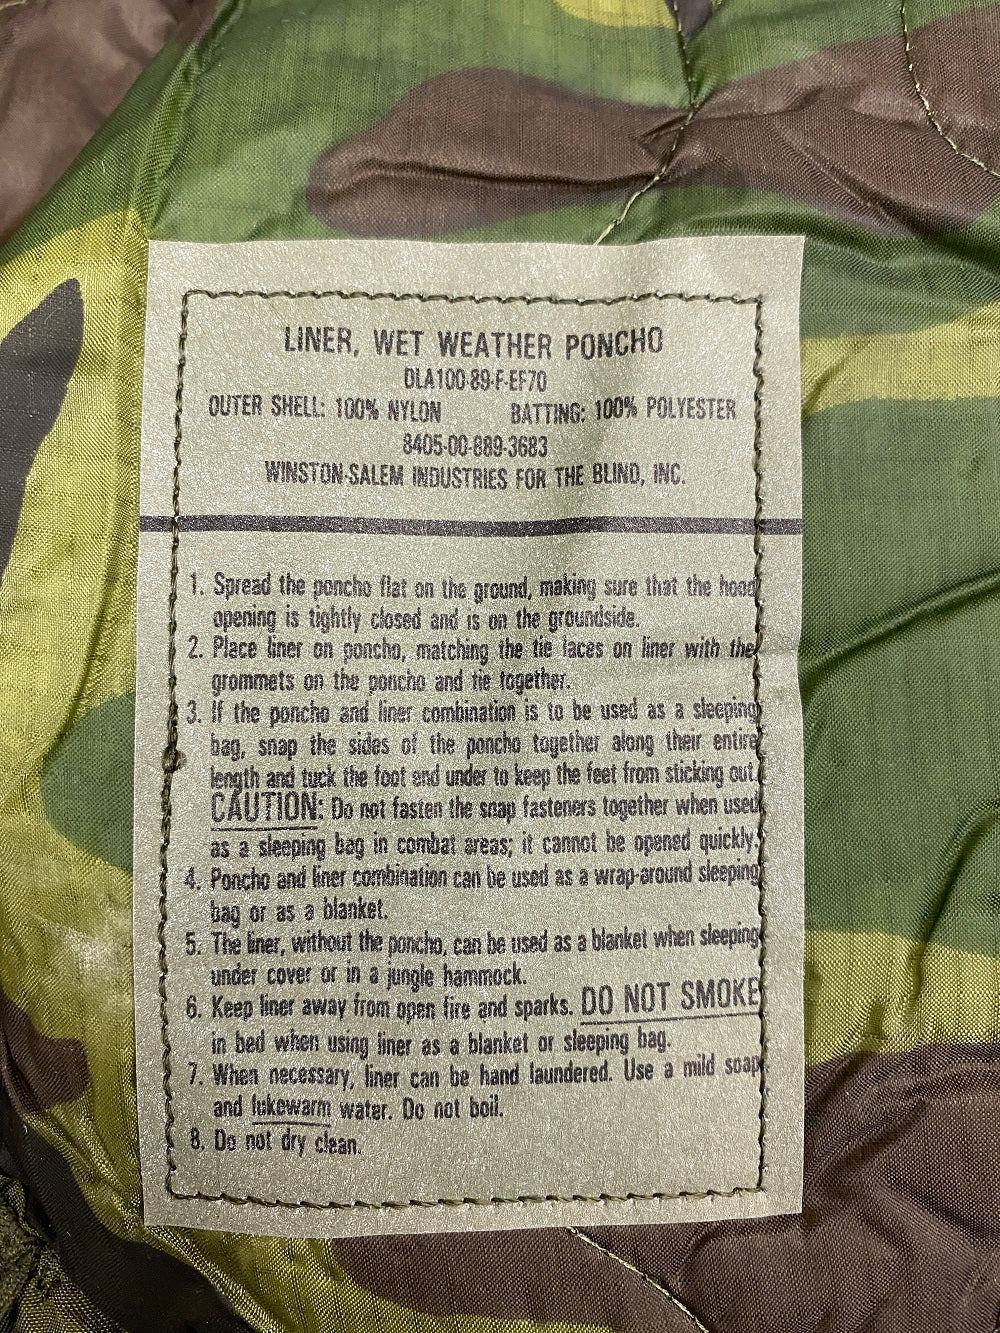 LINER, WET WEATHER PONCHO
DLA100-89-F-EF70
OUTER SHELL: 100% NYLON BATTING: 100% POLYESTER
8405-00-889-3683
WINSTON-SALEM INDUSTRIES FOR THE BLIND, INC.
1. Spread the poncho flat on the ground, making sure that the hood
opening is tightly closed and is on the groundside.
2. Place liner on poncho, matching the tie laces on liner with the
grommets on the poncho and tie together.
3. If the poncho and liner combination is to be used as a sleeping
bag, snap the sides of the poncho together along their entire
length and tuck the foot end under to keep the feet from sticking out.
CAUTION: Do not fasten the snap fasteners together when used
as a sleeping bag in combat areas; it cannot be opened quickly.
4. Poncho and liner combination can be used as a wrap-around sleeping
bag or as a blanket.
5. The liner, without the poncho, can be used as a blanket when sleeping
under cover or in a jungle hammock.
6. Keep liner away from open fire and sparks. DO NOT SMOKE
in bed when using liner as a blanket or sleeping bag.
7. When necessary, liner can be hand laundered. Use a mild soap
and lukewarm water. Do not boil.
8. Do not dry clean.